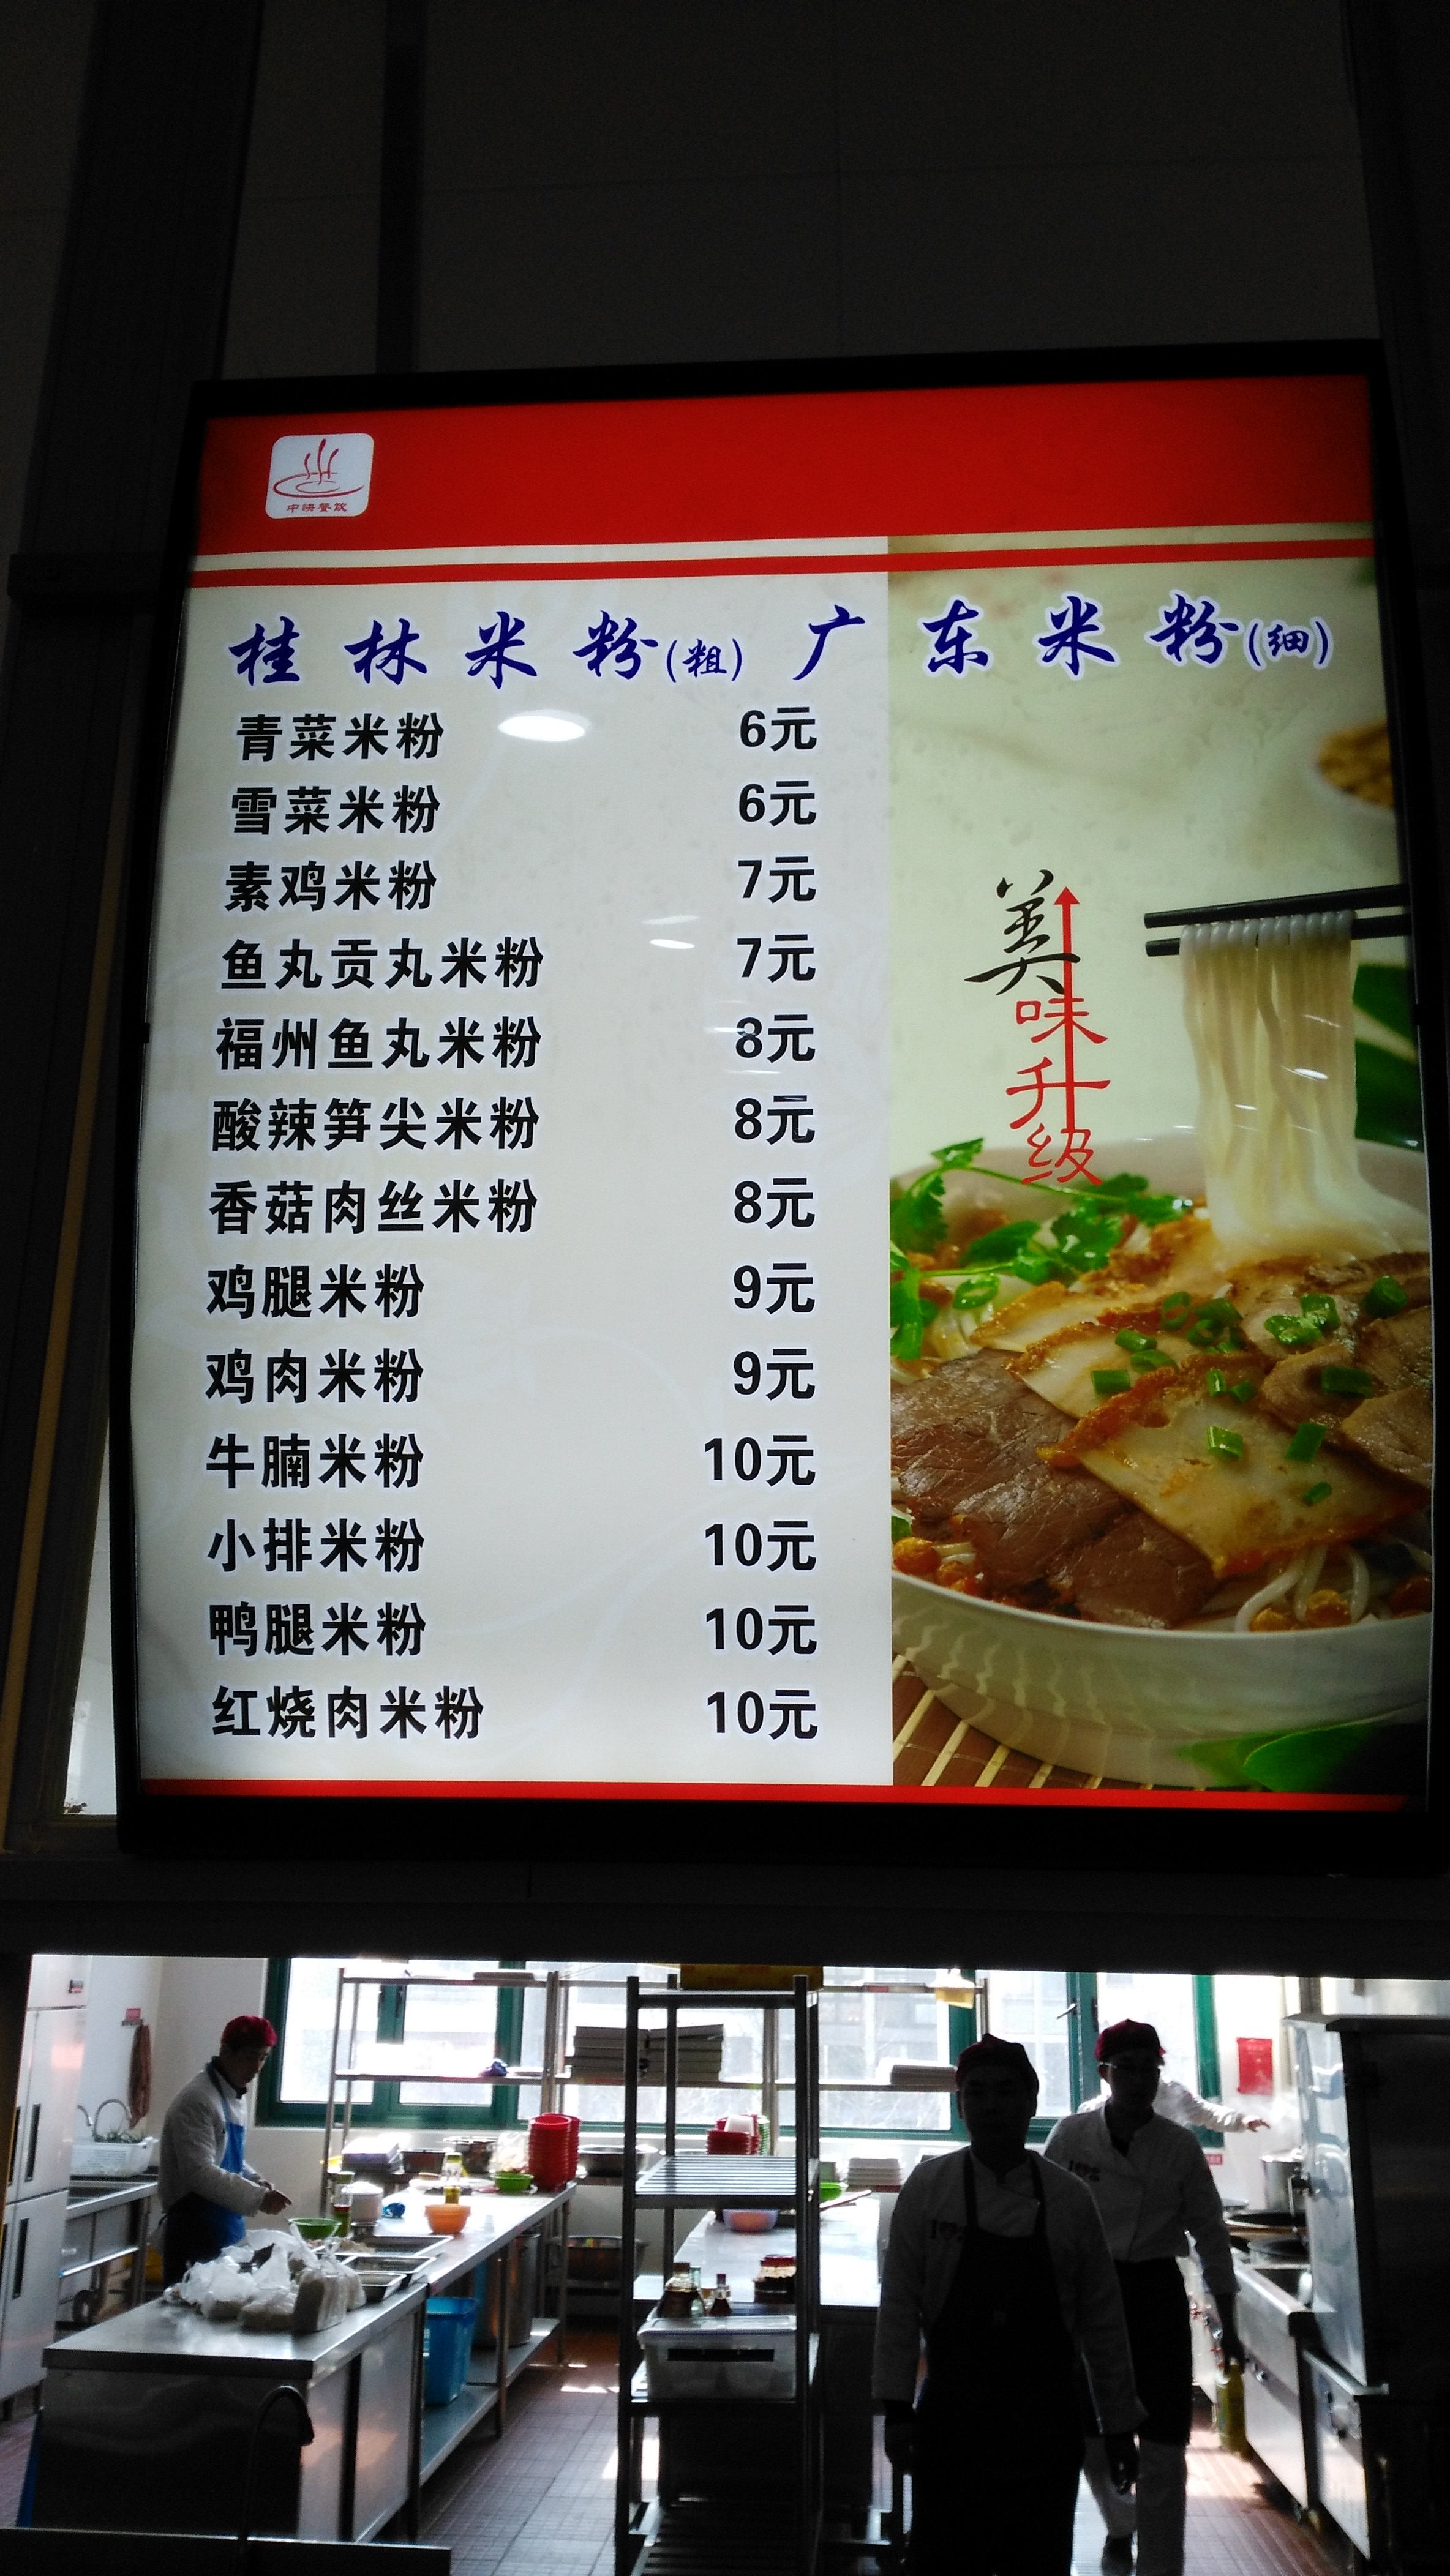 中快餐饮
桂林米粉(粗) 广东米粉(细)
青菜米粉 6元
雪菜米粉 6元
素鸡米粉 7元
鱼丸贡丸米粉 7元
福州鱼丸米粉 8元
酸辣笋尖米粉 8元
香菇肉丝米粉 8元
鸡腿米粉 9元
鸡肉米粉 9元
牛腩米粉 10元
小排米粉 10元
鸭腿米粉 10元
红烧肉米粉 10元
美味升级